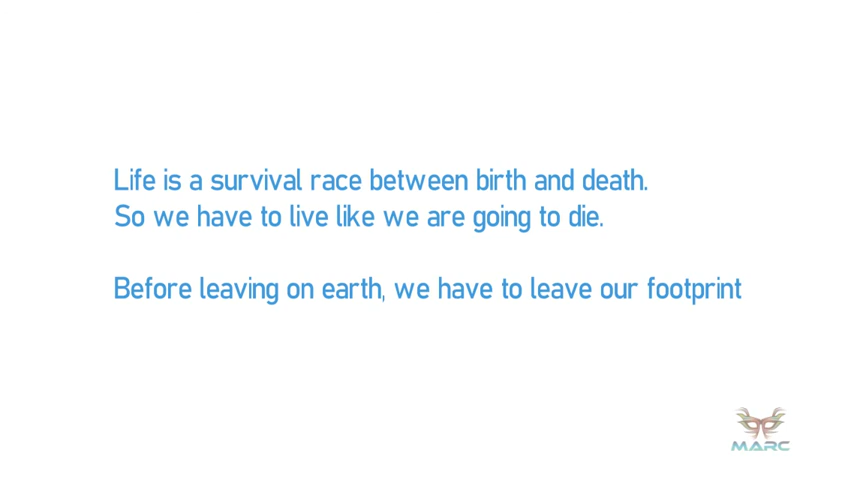 Life is a survival race between birth and death.
So we have to live like we are going to die.
Before leaving on earth, we have to leave our footprint
MARC